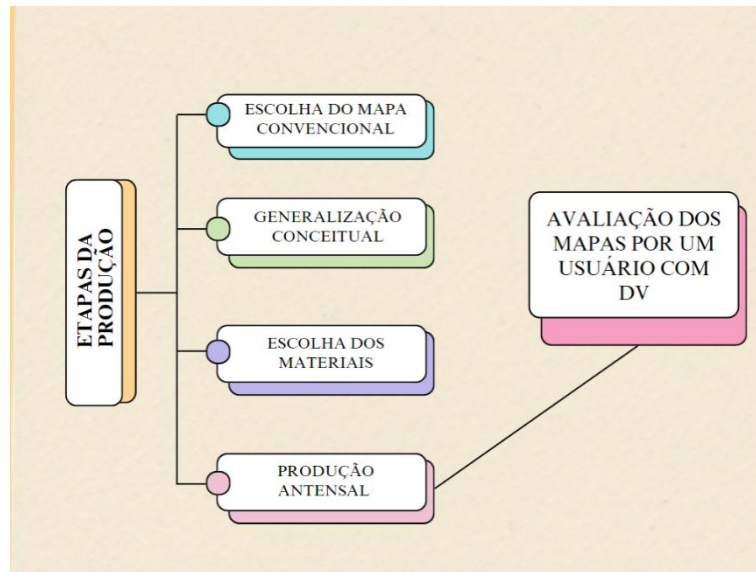 ETAPAS DA
PRODUÇÃO
ESCOLHA DO MAPA
CONVENCIONAL
GENERALIZAÇÃO
CONCEITUAL
ESCOLHA DOS
MATERIAIS
PRODUÇÃO
ANTENSAL
AVALIAÇÃO DOS
MAPAS POR UM
USUÁRIO COM
DV